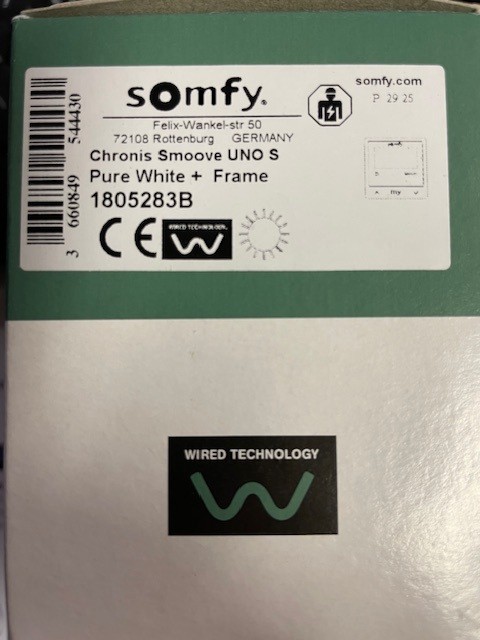 somfy.
Felix-Wankel-str 50
72108 Rottenburg GERMANY
somfy.com
P 29 25
3 660849 544430
Chronis Smoove UNO S
Pure White + Frame
1805283B
CE
WIRED TECHNOLOGY
my
WIRED TECHNOLOGY